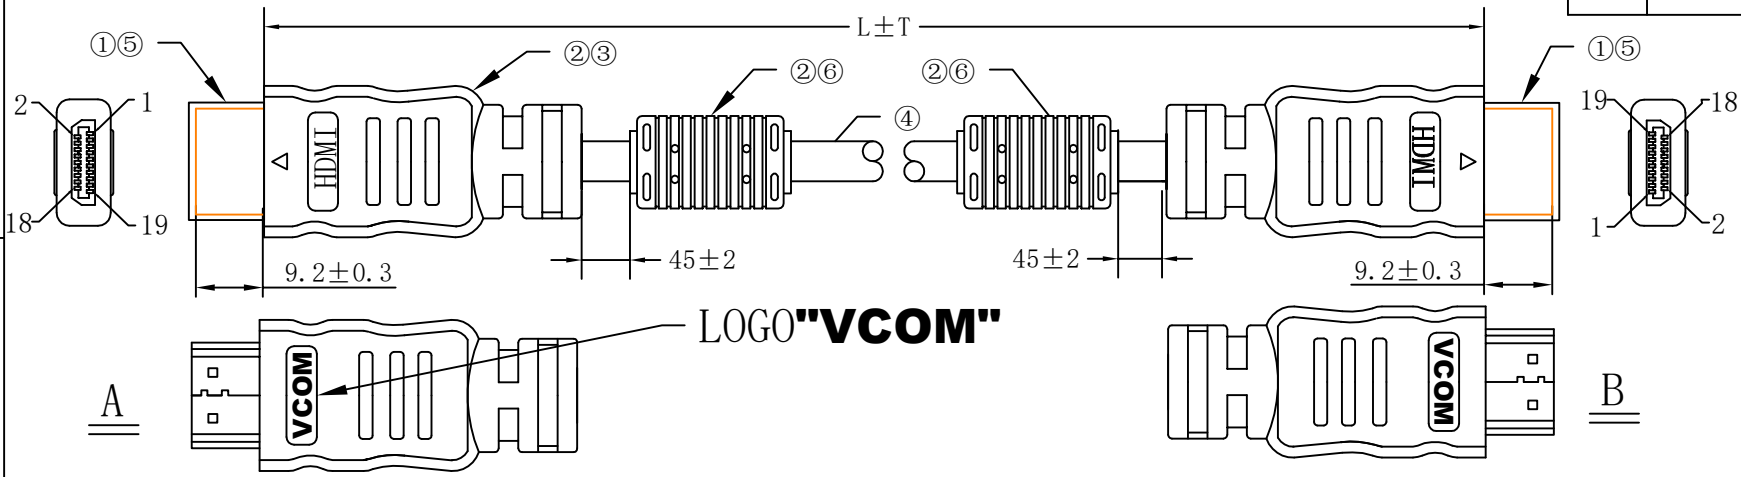 L±T
①⑤
②③
②⑥
②⑥
①⑤
④
2
1
18
19
HDMI
HDMI
19
18
1
2
9.2±0.3
45±2
45±2
9.2±0.3
LOGO"VCOM"
VCOM
VCOM
A
B